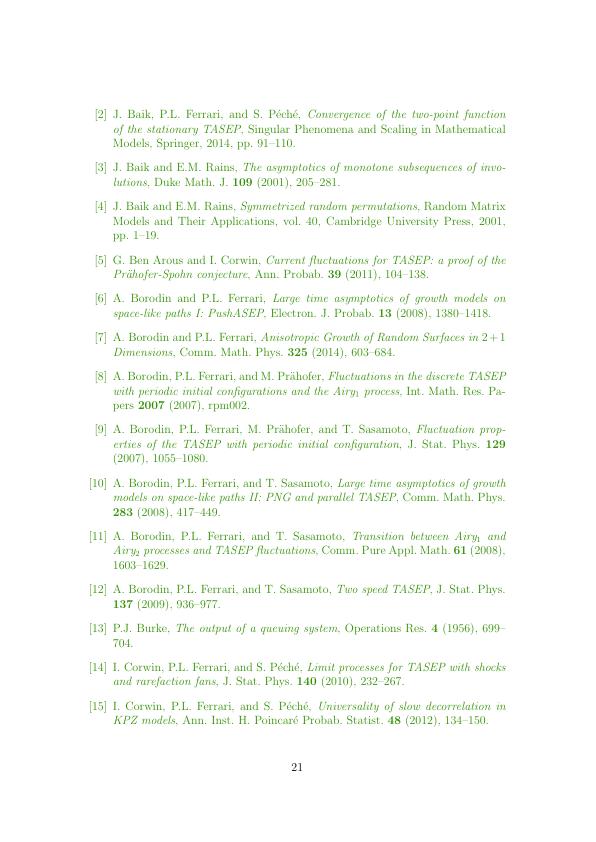 [2] J. Baik, P.L. Ferrari, and S. Péché, Convergence of the two-point function
of the stationary TASEP, Singular Phenomena and Scaling in Mathematical
Models, Springer, 2014, pp. 91–110.
[3] J. Baik and E.M. Rains, The asymptotics of monotone subsequences of invo-
lutions, Duke Math. J. 109 (2001), 205–281.
[4] J. Baik and E.M. Rains, Symmetrized random permutations, Random Matrix
Models and Their Applications, vol. 40, Cambridge University Press, 2001,
pp. 1–19.
[5] G. Ben Arous and I. Corwin, Current fluctuations for TASEP: a proof of the
Prähofer-Spohn conjecture, Ann. Probab. 39 (2011), 104–138.
[6] A. Borodin and P.L. Ferrari, Large time asymptotics of growth models on
space-like paths I: PushASEP, Electron. J. Probab. 13 (2008), 1380–1418.
[7] A. Borodin and P.L. Ferrari, Anisotropic Growth of Random Surfaces in 2+1
Dimensions, Comm. Math. Phys. 325 (2014), 603–684.
[8] A. Borodin, P.L. Ferrari, and M. Prähofer, Fluctuations in the discrete TASEP
with periodic initial configurations and the Airy₁ process, Int. Math. Res. Pa-
pers 2007 (2007), rpm002.
[9] A. Borodin, P.L. Ferrari, M. Prähofer, and T. Sasamoto, Fluctuation prop-
erties of the TASEP with periodic initial configuration, J. Stat. Phys. 129
(2007), 1055–1080.
[10] A. Borodin, P.L. Ferrari, and T. Sasamoto, Large time asymptotics of growth
models on space-like paths II: PNG and parallel TASEP, Comm. Math. Phys.
283 (2008), 417–449.
[11] A. Borodin, P.L. Ferrari, and T. Sasamoto, Transition between Airy₁ and
Airy₂ processes and TASEP fluctuations, Comm. Pure Appl. Math. 61 (2008),
1603–1629.
[12] A. Borodin, P.L. Ferrari, and T. Sasamoto, Two speed TASEP, J. Stat. Phys.
137 (2009), 936–977.
[13] P.J. Burke, The output of a queuing system, Operations Res. 4 (1956), 699–
704.
[14] I. Corwin, P.L. Ferrari, and S. Péché, Limit processes for TASEP with shocks
and rarefaction fans, J. Stat. Phys. 140 (2010), 232–267.
[15] I. Corwin, P.L. Ferrari, and S. Péché, Universality of slow decorrelation in
KPZ models, Ann. Inst. H. Poincaré Probab. Statist. 48 (2012), 134–150.
21